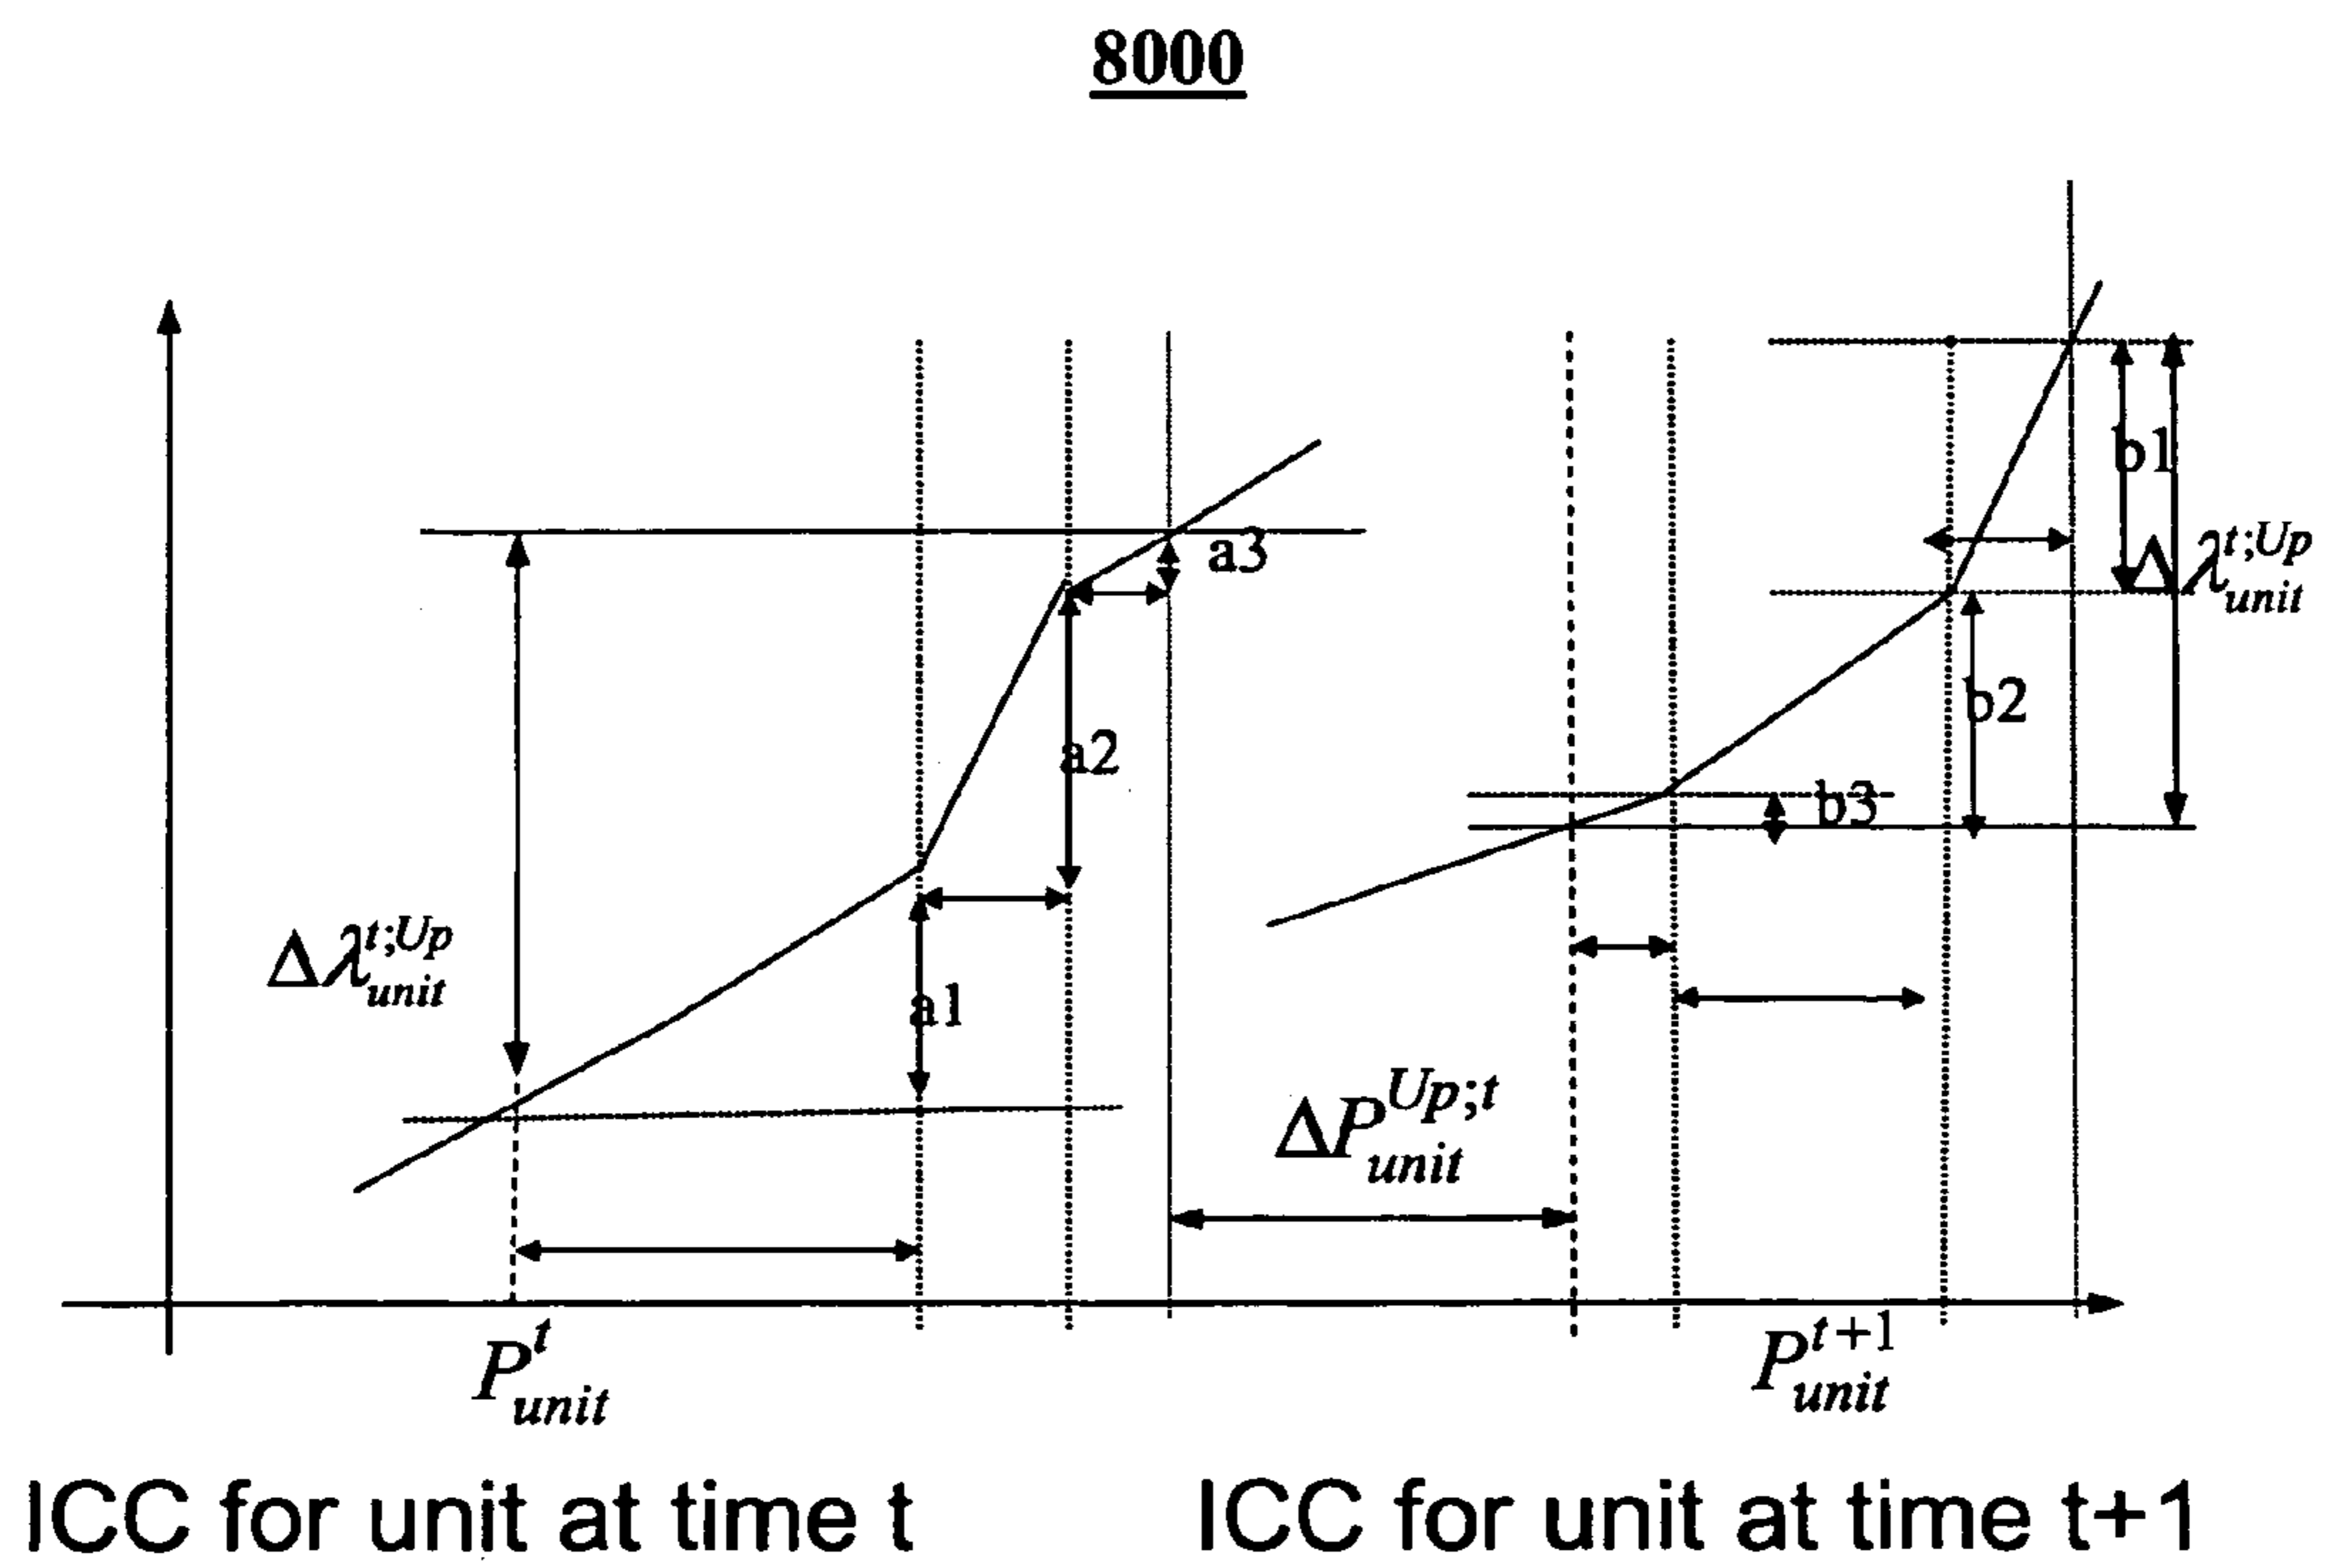 8000
a3
b1
Δλ^{t;Up}_{unit}
a2
b2
b3
Δλ^{t;Up}_{unit}
a1
ΔP^{Up;t}_{unit}
P^{t}_{unit}
P^{t+1}_{unit}
ICC for unit at time t
ICC for unit at time t+1